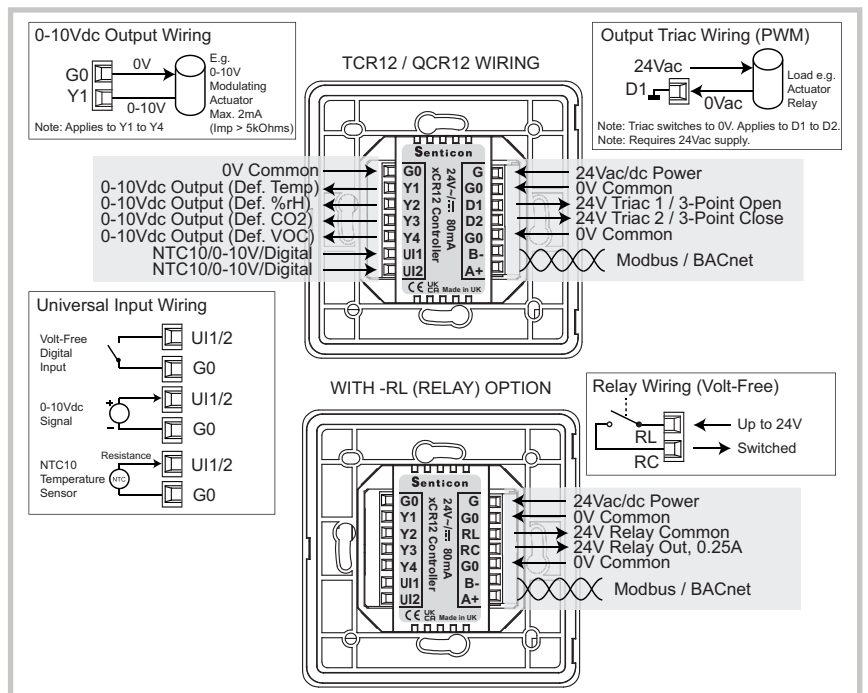 0-10Vdc Output Wiring
G0
0V
Y1
0-10V
E.g.
0-10V
Modulating
Actuator
Max. 2mA
(Imp > 5kOhms)
Note: Applies to Y1 to Y4
TCR12 / QCR12 WIRING
Output Triac Wiring (PWM)
24Vac
D1
0Vac
Load e.g.
Actuator
Relay
Note: Triac switches to 0V. Applies to D1 to D2.
Note: Requires 24Vac supply.
0V Common
0-10Vdc Output (Def. Temp)
0-10Vdc Output (Def. %rH)
0-10Vdc Output (Def. CO2)
0-10Vdc Output (Def. VOC)
NTC10/0-10V/Digital
NTC10/0-10V/Digital
Senticon
G0
Y1
Y2
Y3
Y4
UI1
UI2
24V~/⎓ 80mA
xCR12 Controller
G
G0
D1
D2
G0
B-
A+
CE UKCA Made in UK
24Vac/dc Power
0V Common
24V Triac 1 / 3-Point Open
24V Triac 2 / 3-Point Close
0V Common
Modbus / BACnet
Universal Input Wiring
Volt-Free
Digital
Input
UI1/2
G0
0-10Vdc
Signal
+
-
UI1/2
G0
NTC10
Temperature
Sensor
Resistance
NTC
UI1/2
G0
WITH -RL (RELAY) OPTION
Relay Wiring (Volt-Free)
RL
RC
Up to 24V
Switched
Senticon
G0
Y1
Y2
Y3
Y4
UI1
UI2
24V~/⎓ 80mA
xCR12 Controller
G
G0
RL
RC
G0
B-
A+
CE UKCA Made in UK
24Vac/dc Power
0V Common
24V Relay Common
24V Relay Out, 0.25A
0V Common
Modbus / BACnet